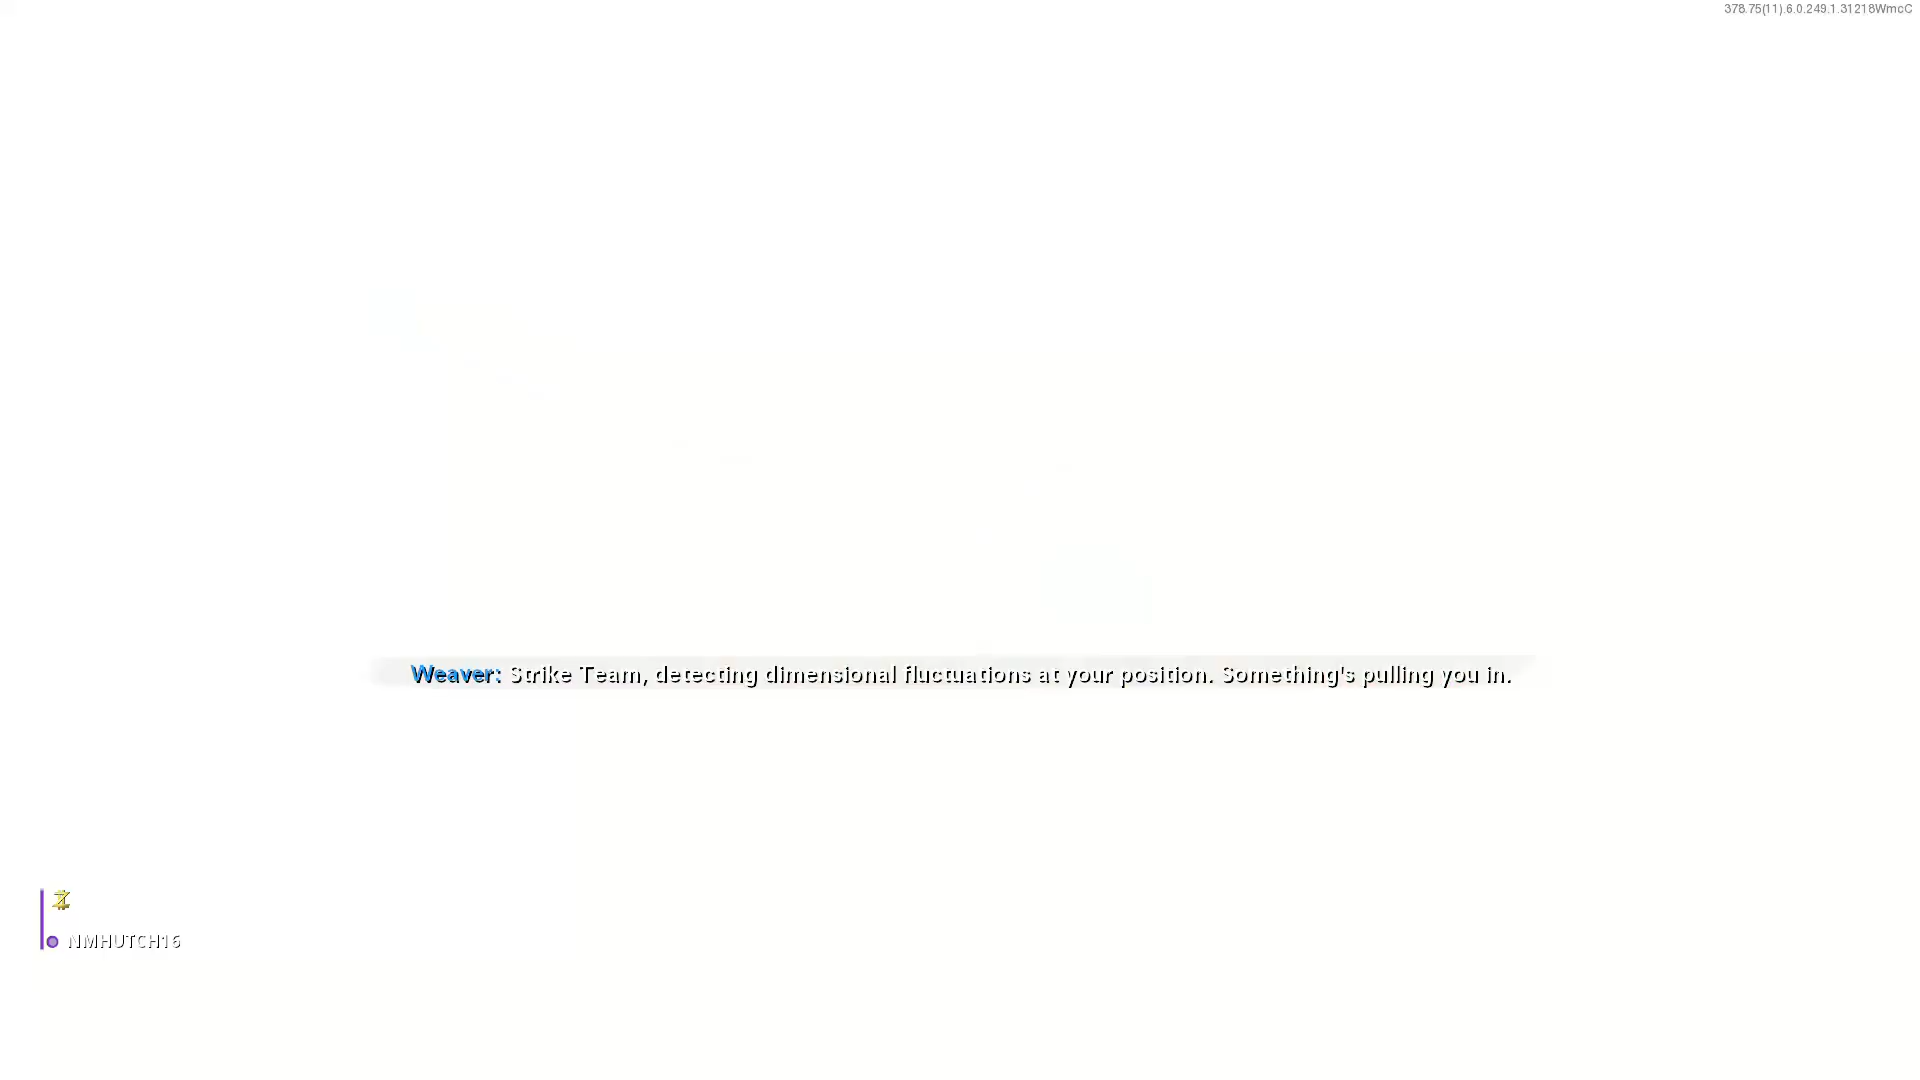 378.75(11).6.0.249.1.31218WmcC
Weaver: Strike Team, detecting dimensional fluctuations at your position. Something's pulling you in.
NMHUTCH16